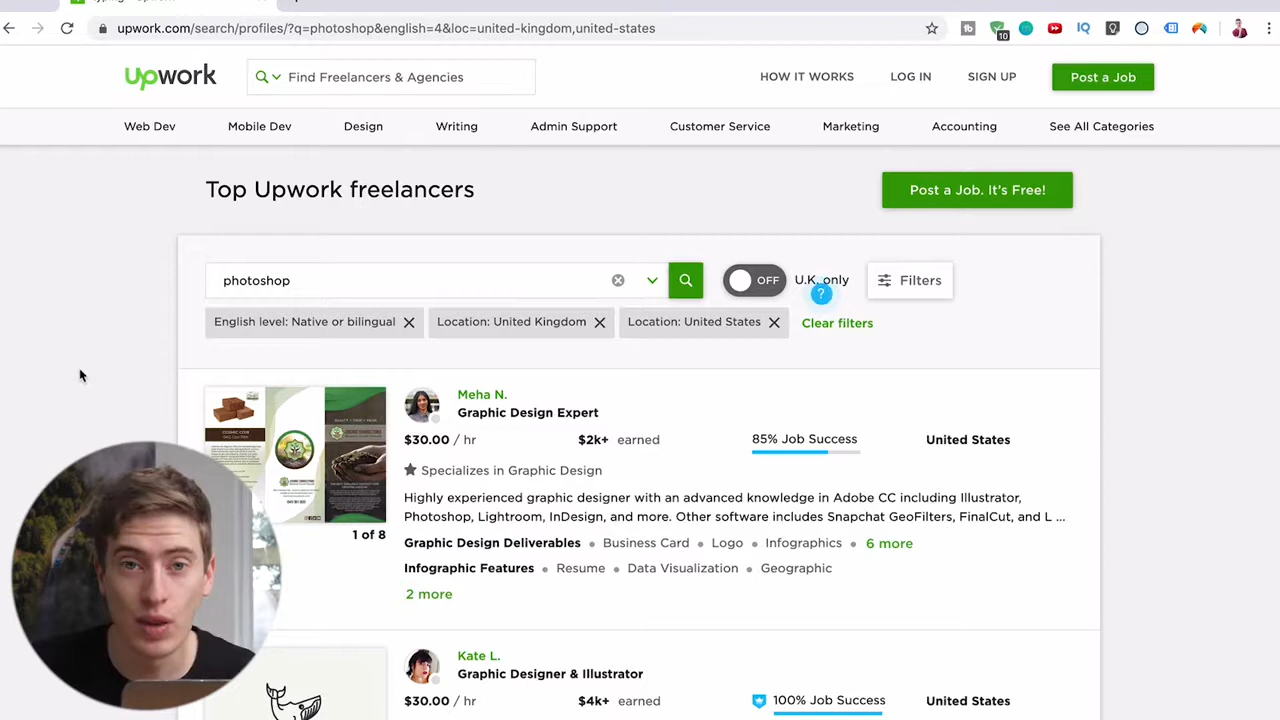 upwork.com/search/profiles/?q=photoshop&english=4&loc=united-kingdom,united-states
10
upwork
Find Freelancers & Agencies
HOW IT WORKS
LOG IN
SIGN UP
Post a Job
Web Dev
Mobile Dev
Design
Writing
Admin Support
Customer Service
Marketing
Accounting
See All Categories
Top Upwork freelancers
Post a Job. It's Free!
photoshop
OFF
U.K. only
?
Filters
English level: Native or bilingual
Location: United Kingdom
Location: United States
Clear filters
Meha N.
Graphic Design Expert
$30.00 / hr
$2k+ earned
85% Job Success
United States
Specializes in Graphic Design
Highly experienced graphic designer with an advanced knowledge in Adobe CC including Illustrator,
Photoshop, Lightroom, InDesign, and more. Other software includes Snapchat GeoFilters, FinalCut, and L ...
1 of 8
Graphic Design Deliverables • Business Card • Logo • Infographics • 6 more
Infographic Features • Resume • Data Visualization • Geographic
2 more
Kate L.
Graphic Designer & Illustrator
$30.00 / hr
$4k+ earned
100% Job Success
United States